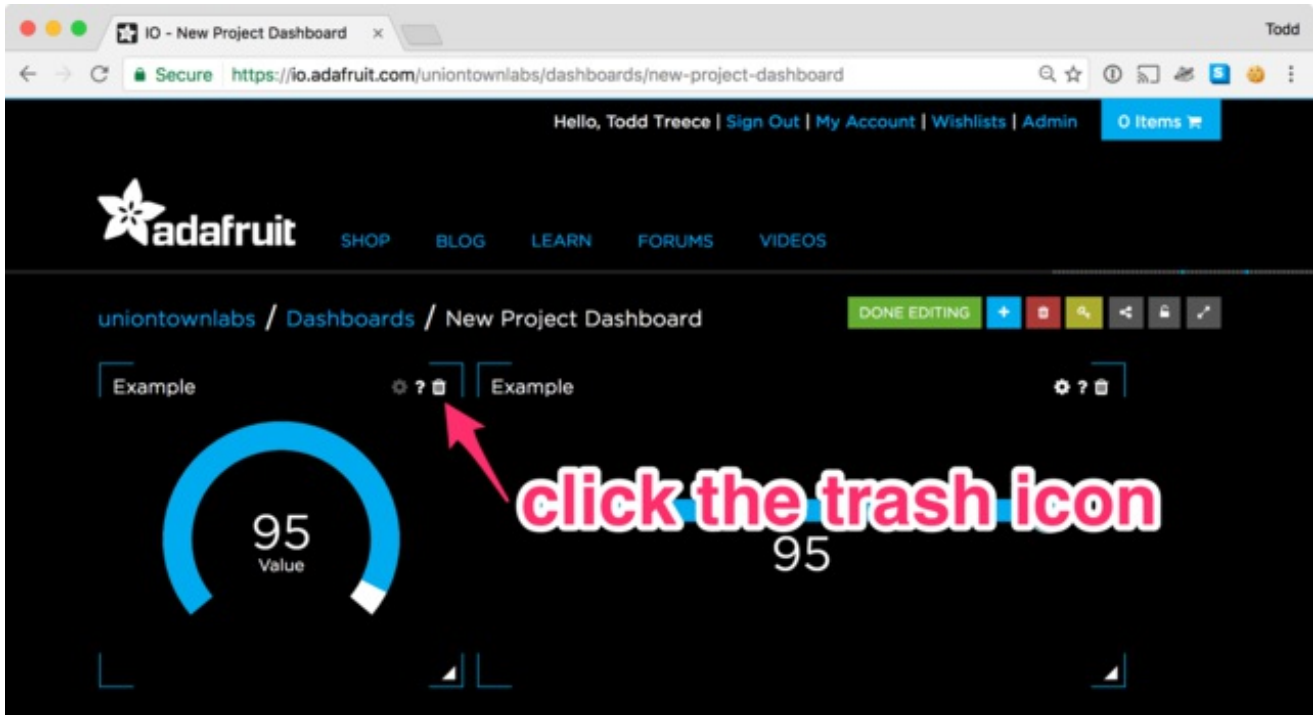 IO - New Project Dashboard
Todd
Secure https://io.adafruit.com/uniontownlabs/dashboards/new-project-dashboard
Hello, Todd Treece | Sign Out | My Account | Wishlists | Admin 0 Items
adafruit SHOP BLOG LEARN FORUMS VIDEOS
uniontownlabs / Dashboards / New Project Dashboard DONE EDITING
Example ? Example ?
click the trash icon
95 95
Value